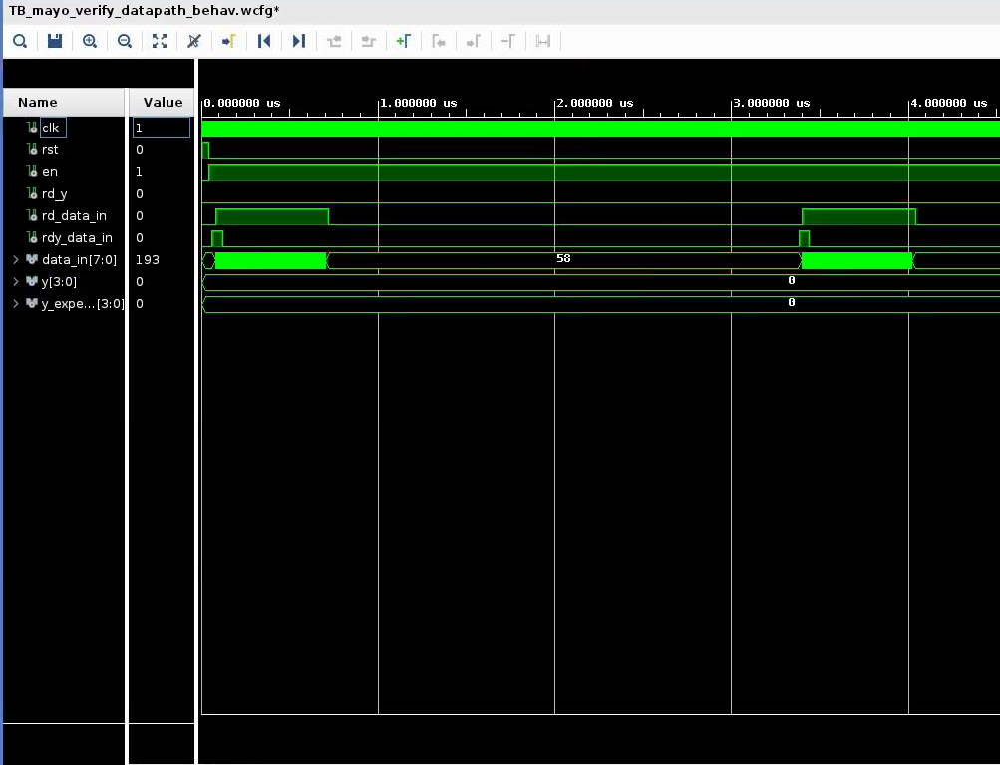 TB_mayo_verify_datapath_behav.wcfg*
Name Value 0.000000 us 1.000000 us 2.000000 us 3.000000 us 4.000000 us
clk 1
rst 0
en 1
rd_y 0
rd_data_in 0
rdy_data_in 0
data_in[7:0] 193 58
y[3:0] 0 0
y_expe...[3:0] 0 0